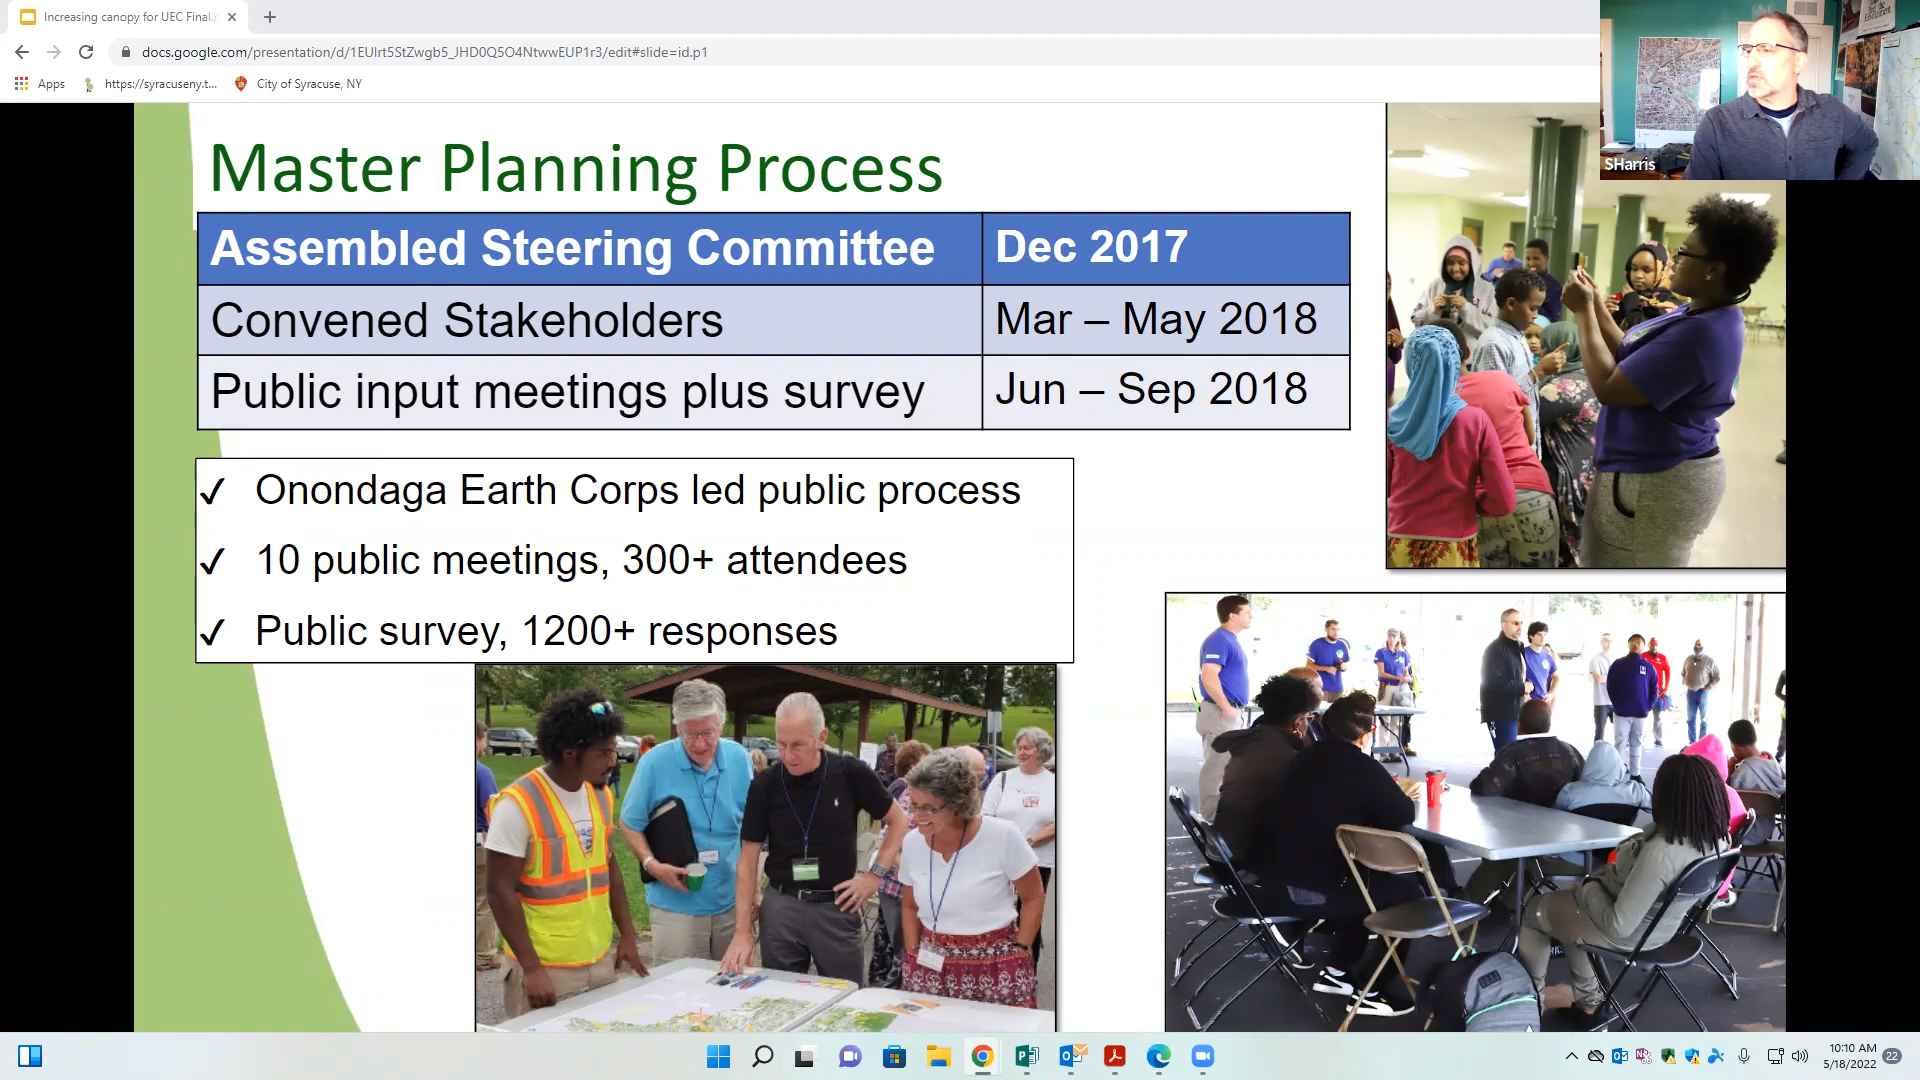 Increasing canopy for UEC Final.p
docs.google.com/presentation/d/1EUlrt5StZwgb5_JHD0Q5O4NtwwEUP1r3/edit#slide=id.p1
Apps
https://syracuseny.t...
City of Syracuse, NY
SHarris
Master Planning Process
Assembled Steering Committee Dec 2017
Convened Stakeholders Mar – May 2018
Public input meetings plus survey Jun – Sep 2018
✓ Onondaga Earth Corps led public process
✓ 10 public meetings, 300+ attendees
✓ Public survey, 1200+ responses
10:10 AM
5/18/2022
22